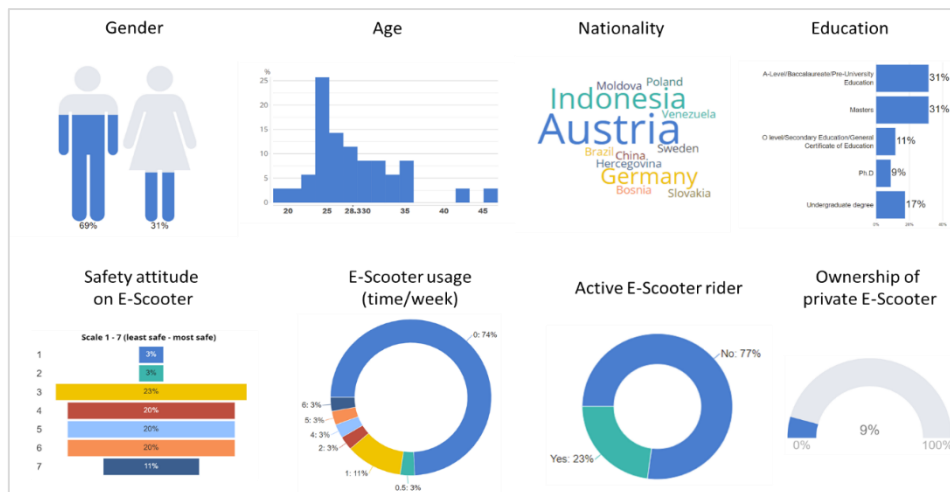 Gender
Age
Nationality
Education
69%
31%
%
25
20
15
10
5
0
20
25
28.330
35
40
45
Moldova
Poland
Indonesia
Venezuela
Austria
Brazil
China
Sweden
Hercegovina
Germany
Bosnia
Slovakia
A-Level/Baccalaureate/Pre-University
Education
31%
Masters
31%
O level/Secondary Education/General
Certificate of Education
11%
Ph.D
9%
Undergraduate degree
17%
0%
20%
40%
Safety attitude
on E-Scooter
E-Scooter usage
(time/week)
Active E-Scooter rider
Ownership of
private E-Scooter
Scale 1 - 7 (least safe - most safe)
1
3%
2
3%
3
23%
4
20%
5
20%
6
20%
7
11%
0: 74%
6: 3%
5: 3%
4: 3%
2: 3%
1: 11%
0.5: 3%
No: 77%
Yes: 23%
0%
9%
100%